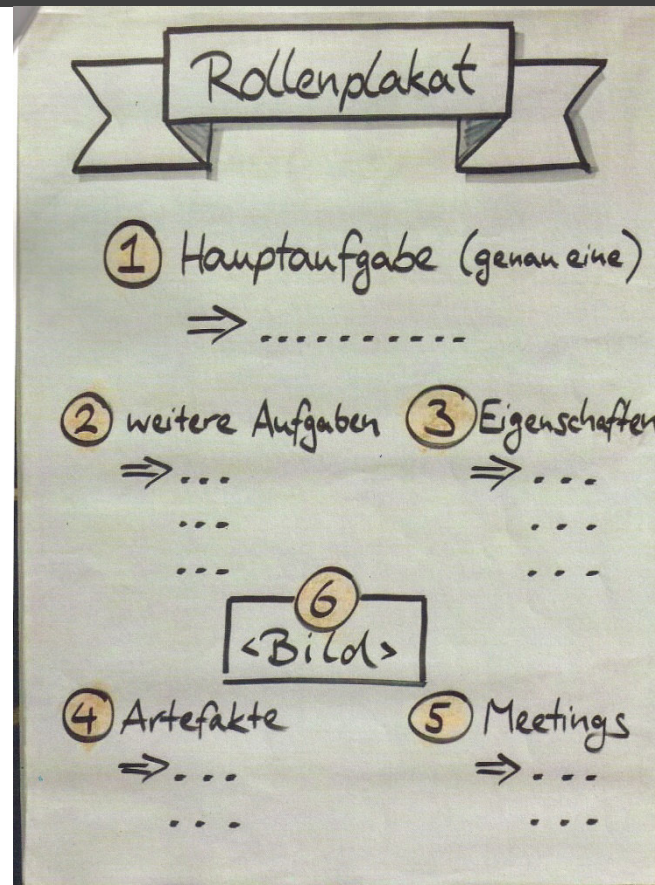 Rollenplakat
1 Hauptaufgabe (genau eine)
⇒ ..........
2 weitere Aufgaben
⇒ ...
...
...
3 Eigenschaften
⇒ ...
...
...
6
<Bild>
4 Artefakte
⇒ ...
...
5 Meetings
⇒ ...
...